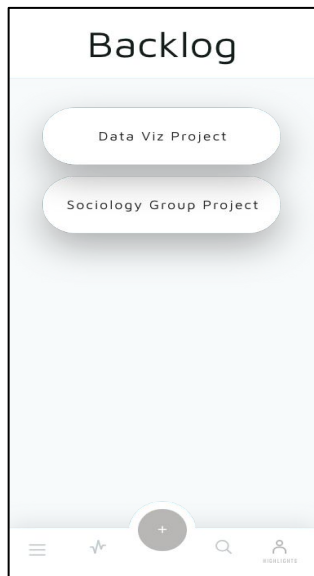 Backlog
Data Viz Project
Sociology Group Project
+
HIGHLIGHTS